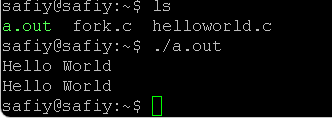 safiy@safiy:~$ ls
a.out  fork.c  helloworld.c
safiy@safiy:~$ ./a.out
Hello World
Hello World
safiy@safiy:~$